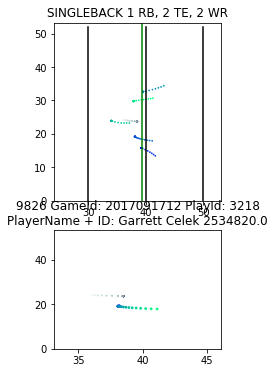 SINGLEBACK 1 RB, 2 TE, 2 WR
50
40
30
20
10
0
30 40 50
9826 GameId: 2017091712 PlayId: 3218
PlayerName + ID: Garrett Celek 2534820.0
40
20
0
35 40 45